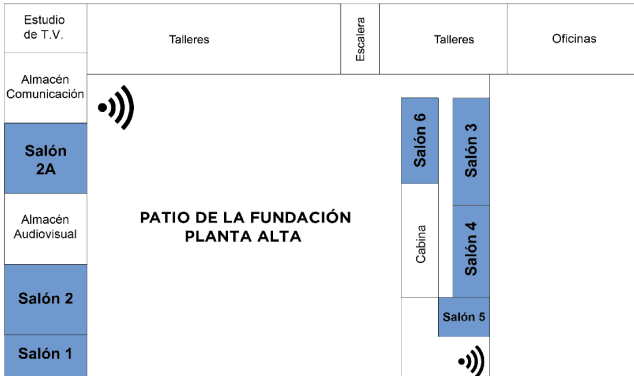 Estudio
de T.V.
Talleres
Escalera
Talleres
Oficinas
Almacén
Comunicación
Salón
2A
Almacén
Audiovisual
Salón 2
Salón 1
PATIO DE LA FUNDACIÓN
PLANTA ALTA
Salón 6
Cabina
Salón 3
Salón 4
Salón 5